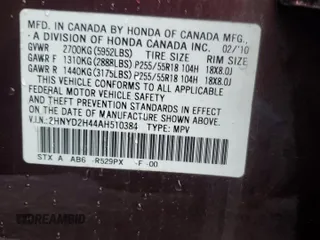 MFD. IN CANADA BY HONDA OF CANADA MFG.,
A DIVISION OF HONDA CANADA INC. 02/10
GVWR 2700KG(5952LBS) TIRE SIZE RIM SIZE
GAWR F 1310KG(2888LBS)P255/55R18 104H 18X8.0J
GAWR R 1440KG(3175LBS)P255/55R18 104H 18X8.0J
THIS VEHICLE CONFORMS TO ALL APPLICABLE
FEDERAL MOTOR VEHICLE SAFETY AND THEFT
PREVENTION STANDARDS IN EFFECT ON THE DATE OF
MANUFACTURE SHOWN ABOVE.
V.I.N.: 2HNYD2H44AH510384 TYPE: MPV
STX A AB6 -R529PX -F -00
DREAMBID